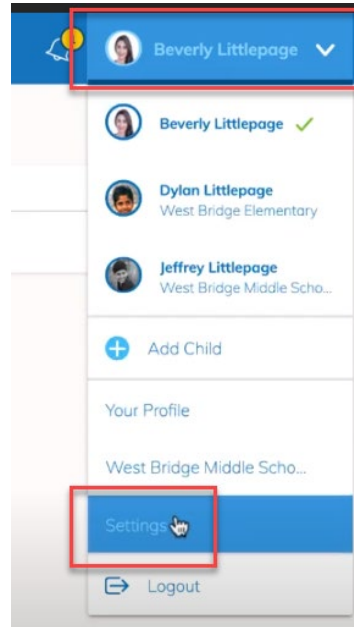 1
Beverly Littlepage
Beverly Littlepage
Dylan Littlepage
West Bridge Elementary
Jeffrey Littlepage
West Bridge Middle Scho...
Add Child
Your Profile
West Bridge Middle Scho...
Settings
Logout